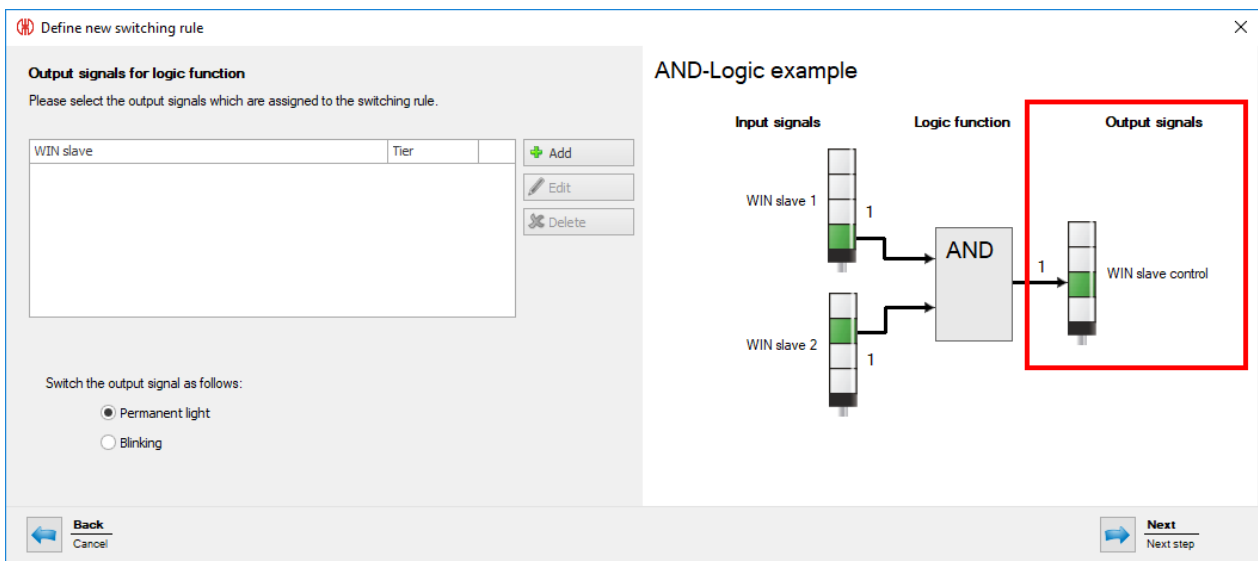 Define new switching rule
Output signals for logic function
Please select the output signals which are assigned to the switching rule.
WIN slave Tier
Add
Edit
Delete
Switch the output signal as follows:
Permanent light
Blinking
AND-Logic example
Input signals Logic function Output signals
WIN slave 1
1
AND
1
WIN slave control
WIN slave 2
1
Back
Cancel
Next
Next step